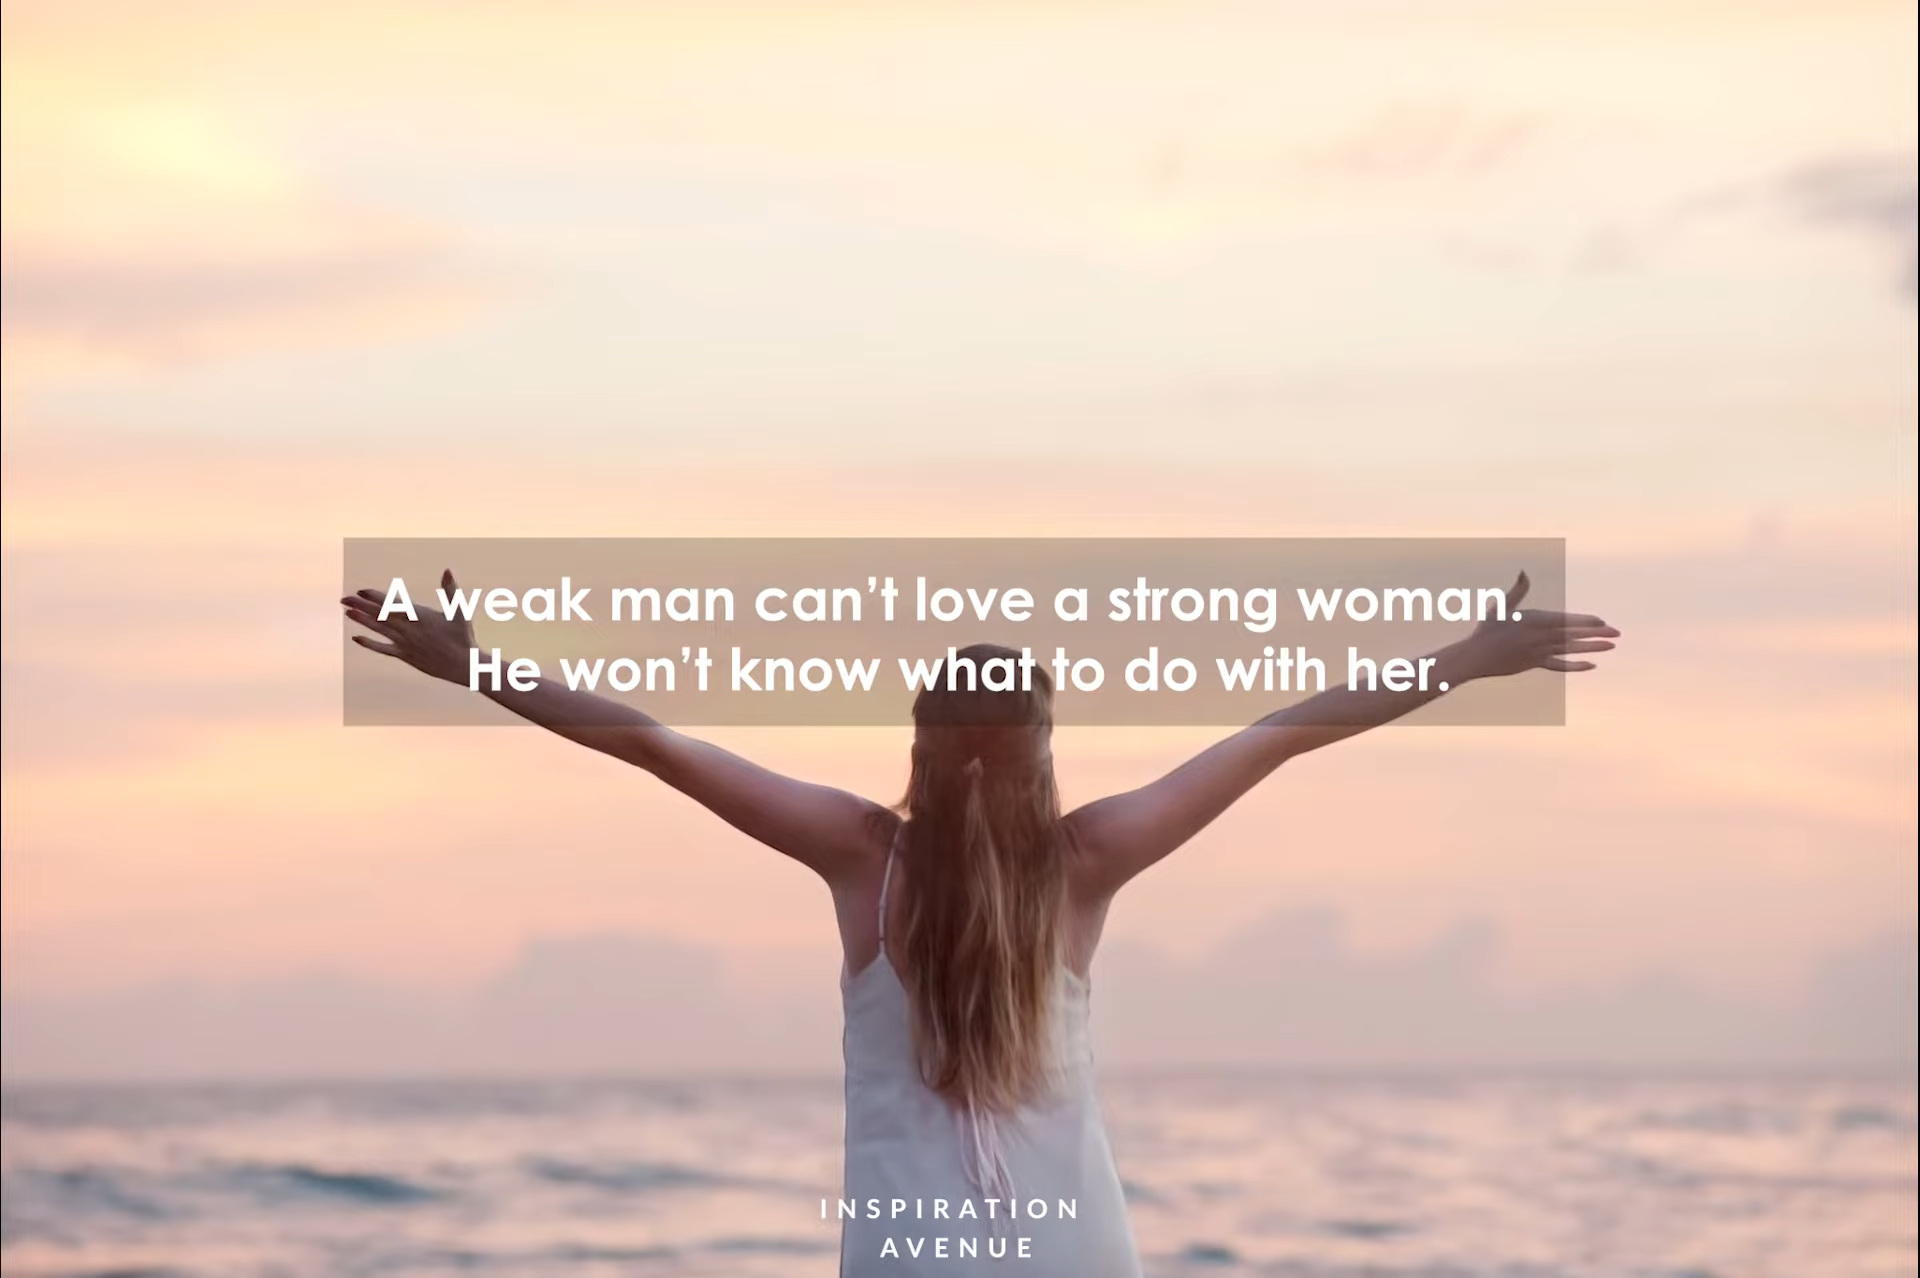 A weak man can’t love a strong woman.
He won’t know what to do with her.
INSPIRATION
AVENUE